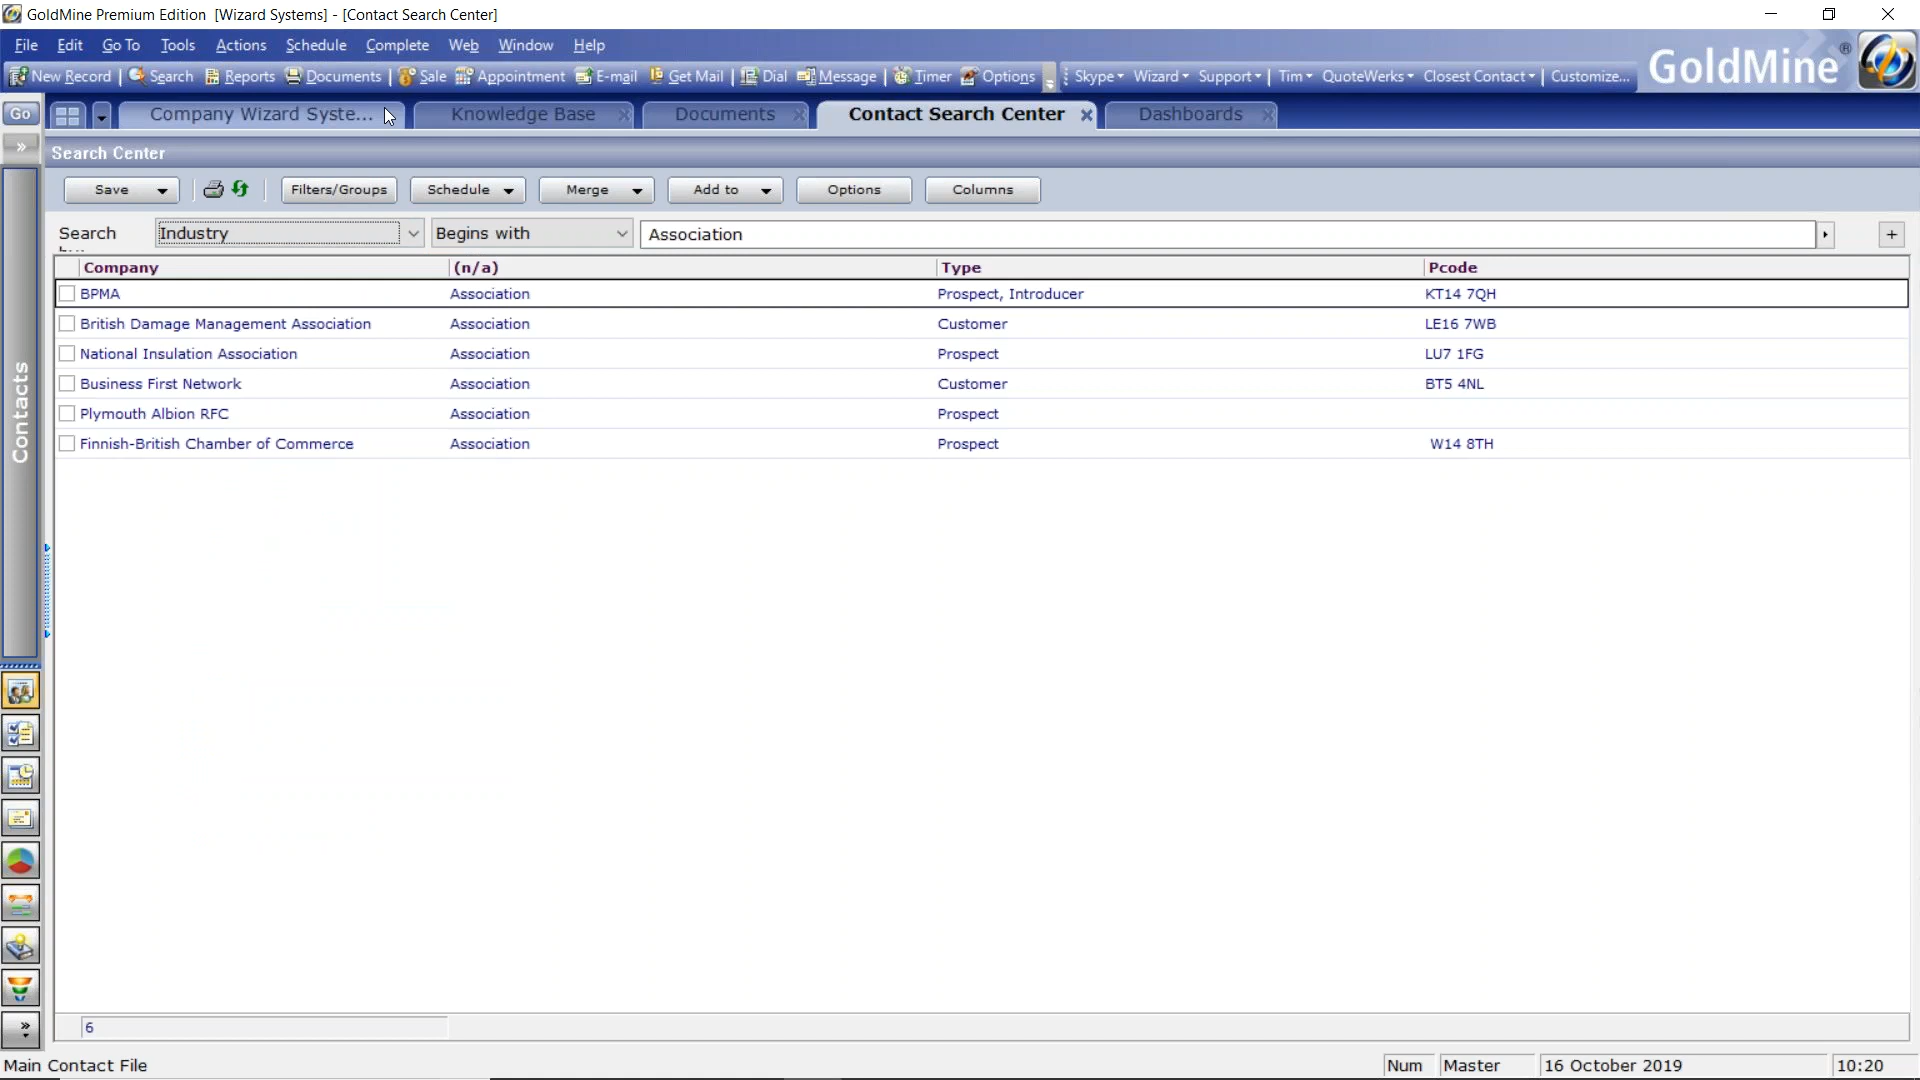 GoldMine Premium Edition [Wizard Systems] - [Contact Search Center]
File Edit Go To Tools Actions Schedule Complete Web Window Help
New Record Search Reports Documents Sale Appointment E-mail Get Mail Dial Message Timer Options Skype Wizard Support Tim QuoteWerks Closest Contact Customize...
GoldMine®
Go Company Wizard Syste... Knowledge Base Documents Contact Search Center Dashboards
Search Center
Save Filters/Groups Schedule Merge Add to Options Columns
Search Industry Begins with Association +
Company (n/a) Type Pcode
BPMA Association Prospect, Introducer KT14 7QH
British Damage Management Association Association Customer LE16 7WB
National Insulation Association Association Prospect LU7 1FG
Business First Network Association Customer BT5 4NL
Plymouth Albion RFC Association Prospect
Finnish-British Chamber of Commerce Association Prospect W14 8TH
Contacts
6
Main Contact File Num Master 16 October 2019 10:20